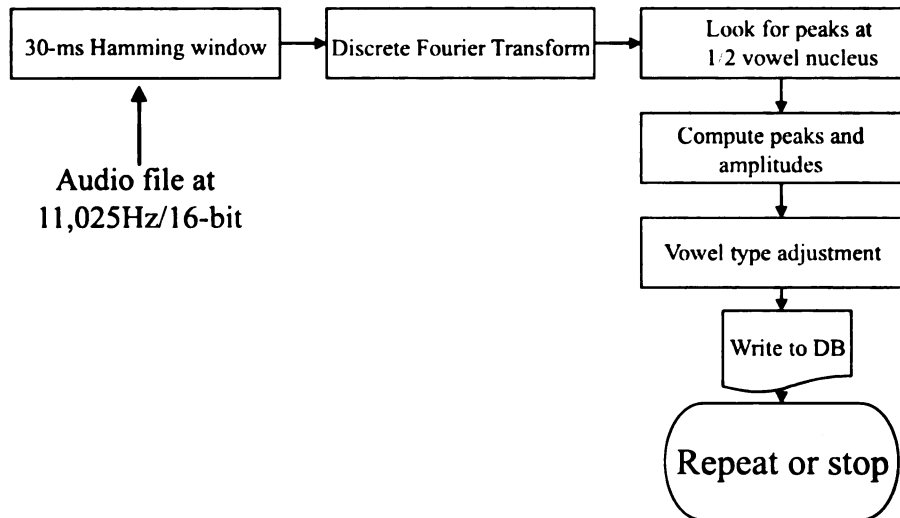 30-ms Hamming window
Discrete Fourier Transform
Look for peaks at
1/2 vowel nucleus
Compute peaks and
amplitudes
Vowel type adjustment
Write to DB
Repeat or stop
Audio file at
11,025Hz/16-bit